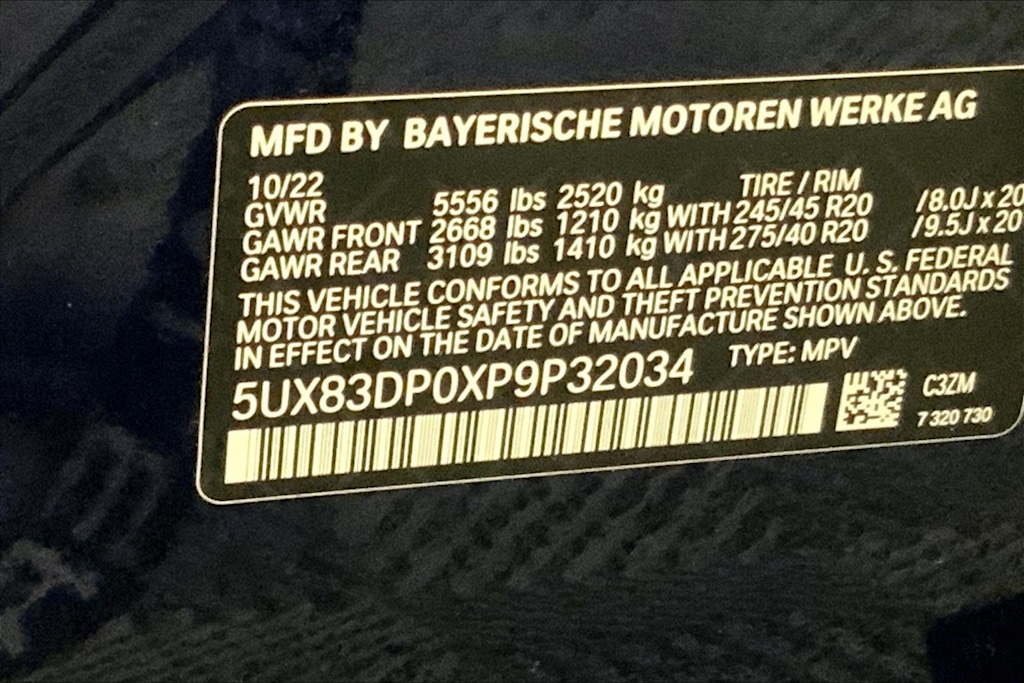 MFD BY BAYERISCHE MOTOREN WERKE AG
10/22 TIRE / RIM
GVWR 5556 lbs 2520 kg
GAWR FRONT 2668 lbs 1210 kg WITH 245/45 R20 /8.0J x 20
GAWR REAR 3109 lbs 1410 kg WITH 275/40 R20 /9.5J x 20
THIS VEHICLE CONFORMS TO ALL APPLICABLE U. S. FEDERAL
MOTOR VEHICLE SAFETY AND THEFT PREVENTION STANDARDS
IN EFFECT ON THE DATE OF MANUFACTURE SHOWN ABOVE.
5UX83DP0XP9P32034 TYPE: MPV
C3ZM
7 320 730